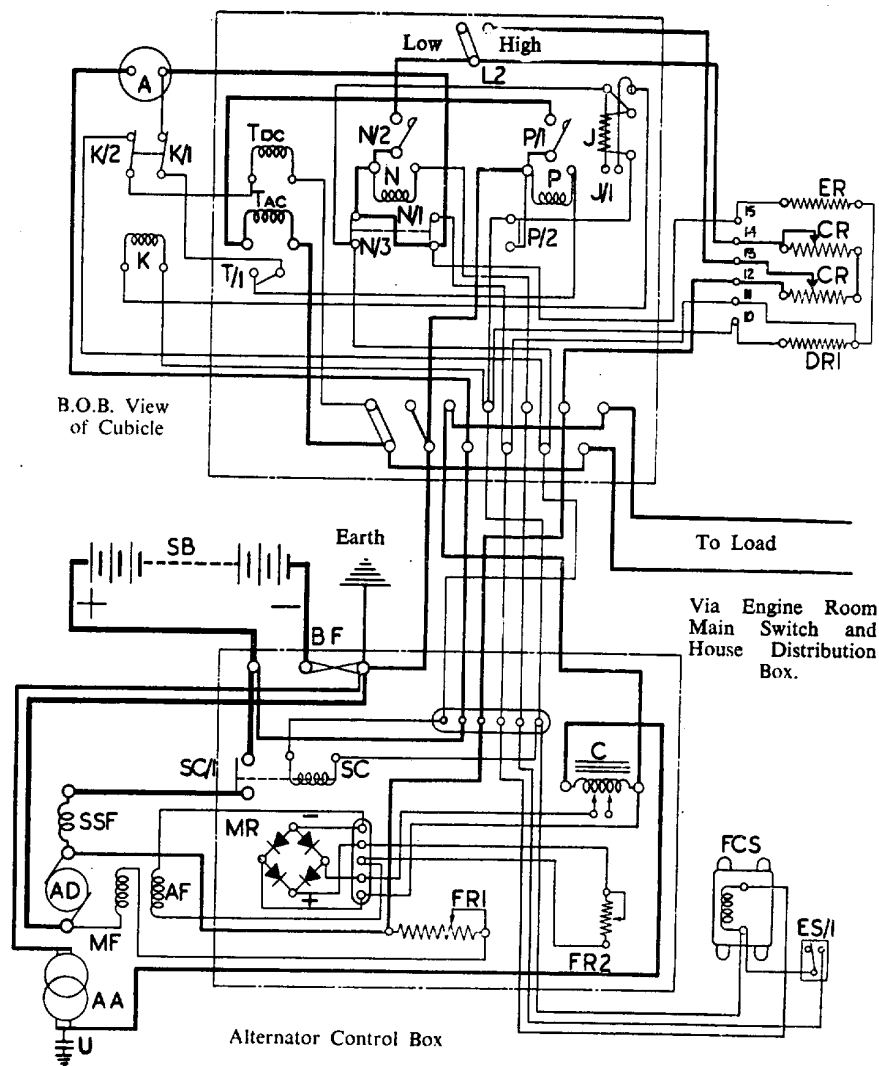 Low
High
L2
A
K/2
K/1
TDC
TAC
N/2
N
N/1
N/3
P/1
P
P/2
J
J/1
K
T/1
ER
15
14
CR
13
12
CR
11
10
DR1
B.O.B. View
of Cubicle
SB
+
−
Earth
BF
To Load
Via Engine Room
Main Switch and
House Distribution
Box.
SC/1
SC
C
SSF
MR
−
+
AD
AF
MF
FR1
FR2
FCS
ES/1
AA
U
Alternator Control Box